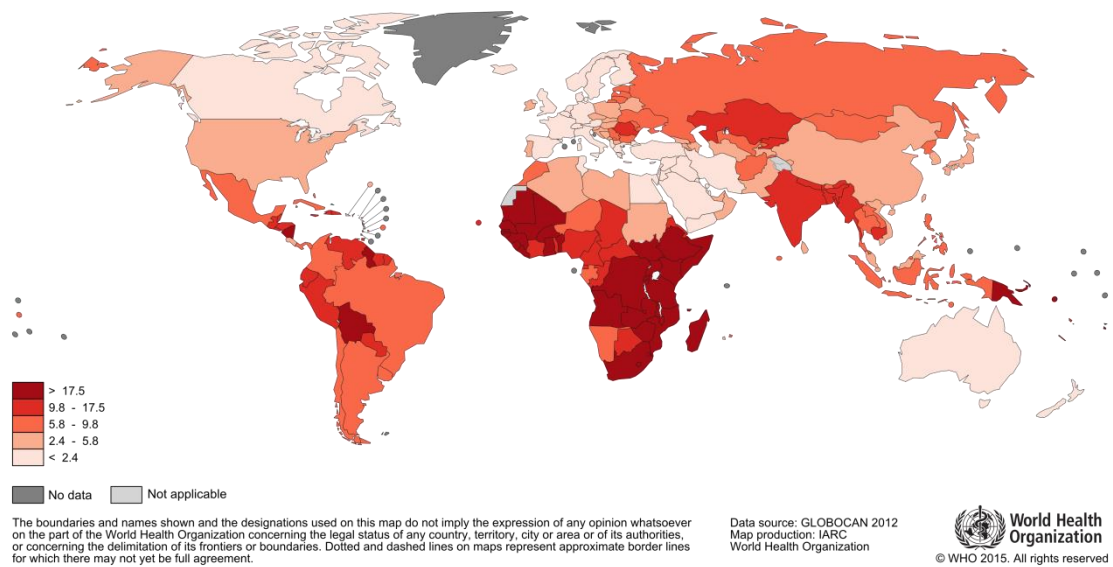 > 17.5
9.8 - 17.5
5.8 - 9.8
2.4 - 5.8
< 2.4
No data
Not applicable
The boundaries and names shown and the designations used on this map do not imply the expression of any opinion whatsoever
on the part of the World Health Organization concerning the legal status of any country, territory, city or area or of its authorities,
or concerning the delimitation of its frontiers or boundaries. Dotted and dashed lines on maps represent approximate border lines
for which there may not yet be full agreement.
Data source: GLOBOCAN 2012
Map production: IARC
World Health Organization
World Health
Organization
© WHO 2015. All rights reserved